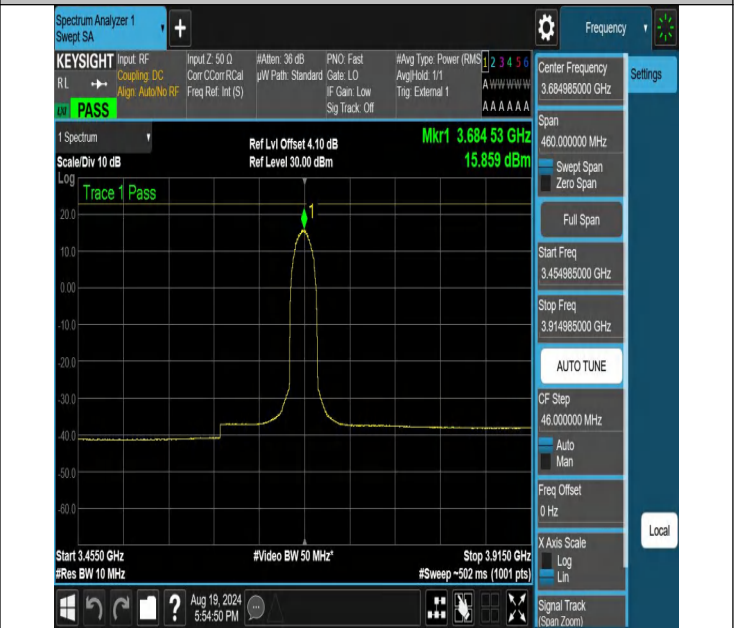 Spectrum Analyzer 1
Swept SA
+
Frequency
KEYSIGHT
RL
LXI
PASS
Input: RF
Coupling: DC
Align: Auto/No RF
Input Z: 50 Ω
Corr CCorr RCal
Freq Ref: Int (S)
#Atten: 36 dB
µW Path: Standard
PNO: Fast
Gate: LO
IF Gain: Low
Sig Track: Off
#Avg Type: Power (RMS
Avg|Hold: 1/1
Trig: External 1
1 2 3 4 5 6
A W W W W W
A A A A A A
1 Spectrum
Scale/Div 10 dB
Log
Ref Lvl Offset 4.10 dB
Ref Level 30.00 dBm
Mkr1 3.684 53 GHz
15.859 dBm
Trace 1 Pass
1
20.0
10.0
0.00
-10.0
-20.0
-30.0
-40.0
-50.0
-60.0
Start 3.4550 GHz
#Res BW 10 MHz
#Video BW 50 MHz*
Stop 3.9150 GHz
#Sweep ~502 ms (1001 pts)
?
Aug 19, 2024
5:54:50 PM
Center Frequency
3.684985000 GHz
Span
460.000000 MHz
Swept Span
Zero Span
Full Span
Start Freq
3.454985000 GHz
Stop Freq
3.914985000 GHz
AUTO TUNE
CF Step
46.000000 MHz
Auto
Man
Freq Offset
0 Hz
X Axis Scale
Log
Lin
Signal Track
(Span Zoom)
Settings
Local